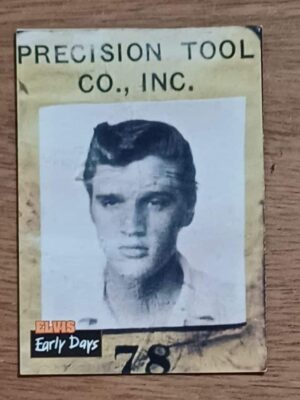 PRECISION TOOL
CO., INC.
ELVIS
Early Days
78